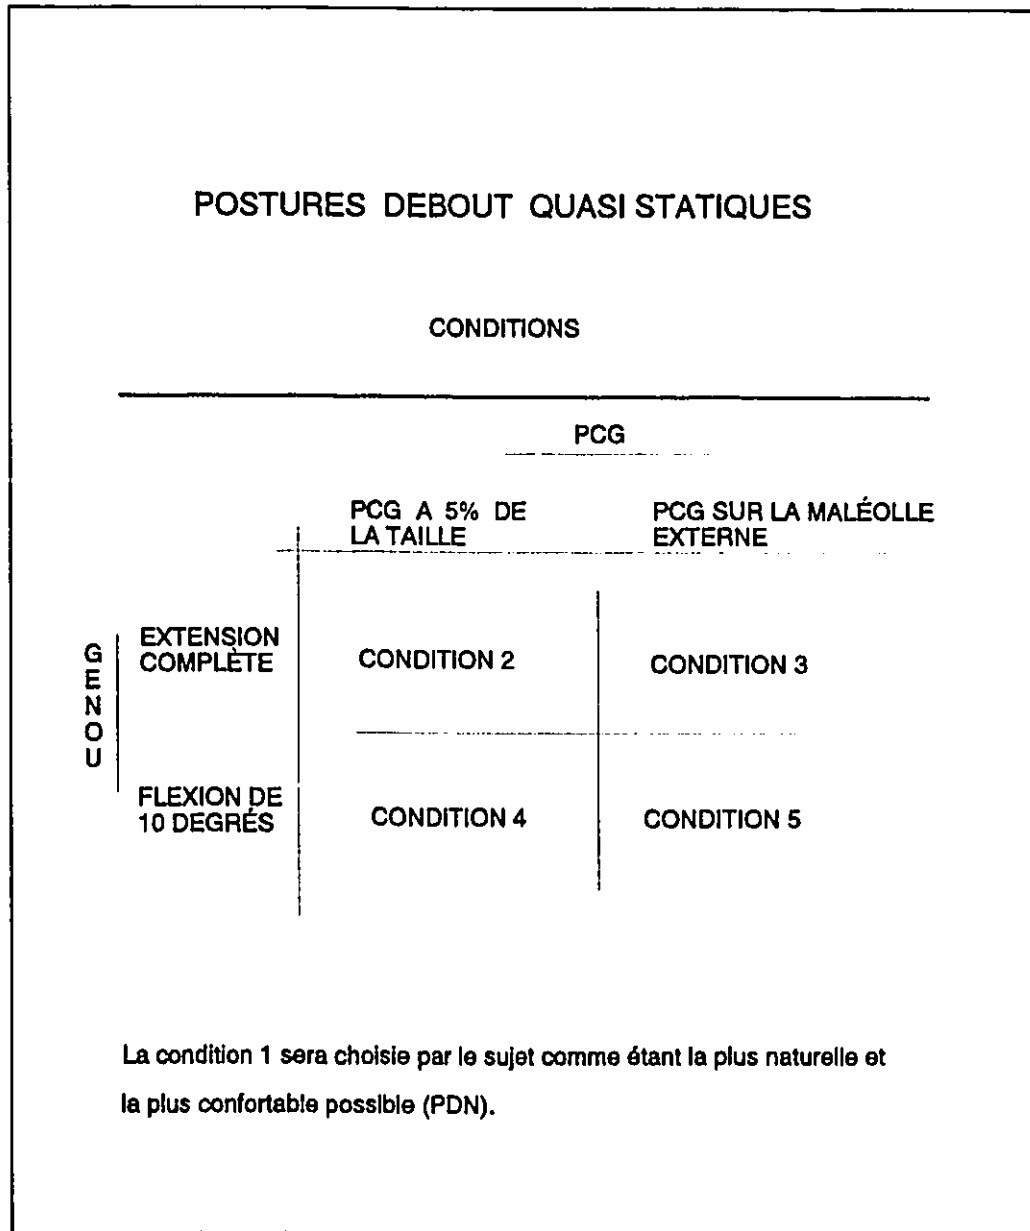 POSTURES DEBOUT QUASI STATIQUES
CONDITIONS
PCG
PCG A 5% DE
LA TAILLE
PCG SUR LA MALÉOLLE
EXTERNE
GENOU
EXTENSION
COMPLÈTE
CONDITION 2
CONDITION 3
FLEXION DE
10 DEGRÉS
CONDITION 4
CONDITION 5
La condition 1 sera choisie par le sujet comme étant la plus naturelle et
la plus confortable possible (PDN).